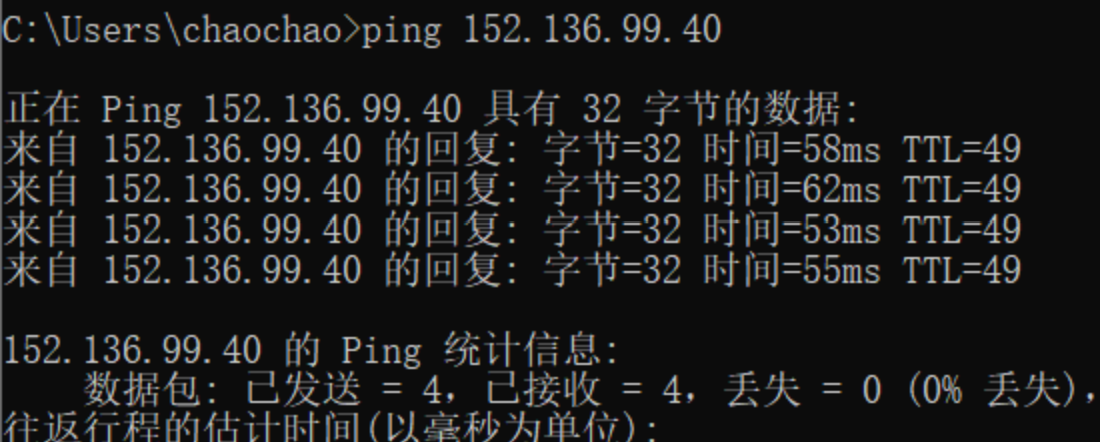 C:\Users\chaochao>ping 152.136.99.40
正在 Ping 152.136.99.40 具有 32 字节的数据:
来自 152.136.99.40 的回复: 字节=32 时间=58ms TTL=49
来自 152.136.99.40 的回复: 字节=32 时间=62ms TTL=49
来自 152.136.99.40 的回复: 字节=32 时间=53ms TTL=49
来自 152.136.99.40 的回复: 字节=32 时间=55ms TTL=49
152.136.99.40 的 Ping 统计信息:
数据包: 已发送 = 4，已接收 = 4，丢失 = 0 (0% 丢失)，
往返行程的估计时间(以毫秒为单位):